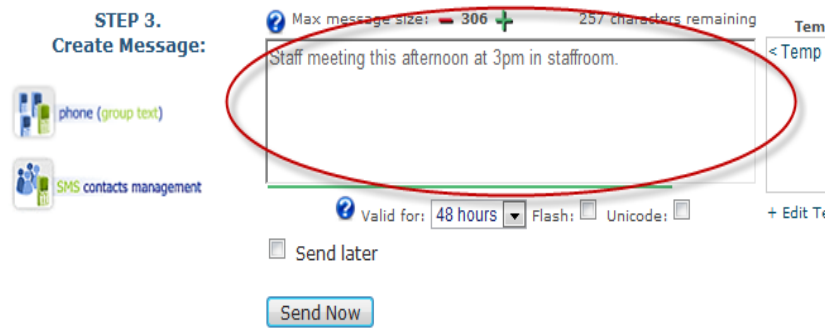 STEP 3.
Create Message:
Max message size: 306 257 characters remaining
Staff meeting this afternoon at 3pm in staffroom.
Tem
< Temp
phone (group text)
SMS contacts management
Valid for: 48 hours Flash: Unicode:
+ Edit Te
Send later
Send Now